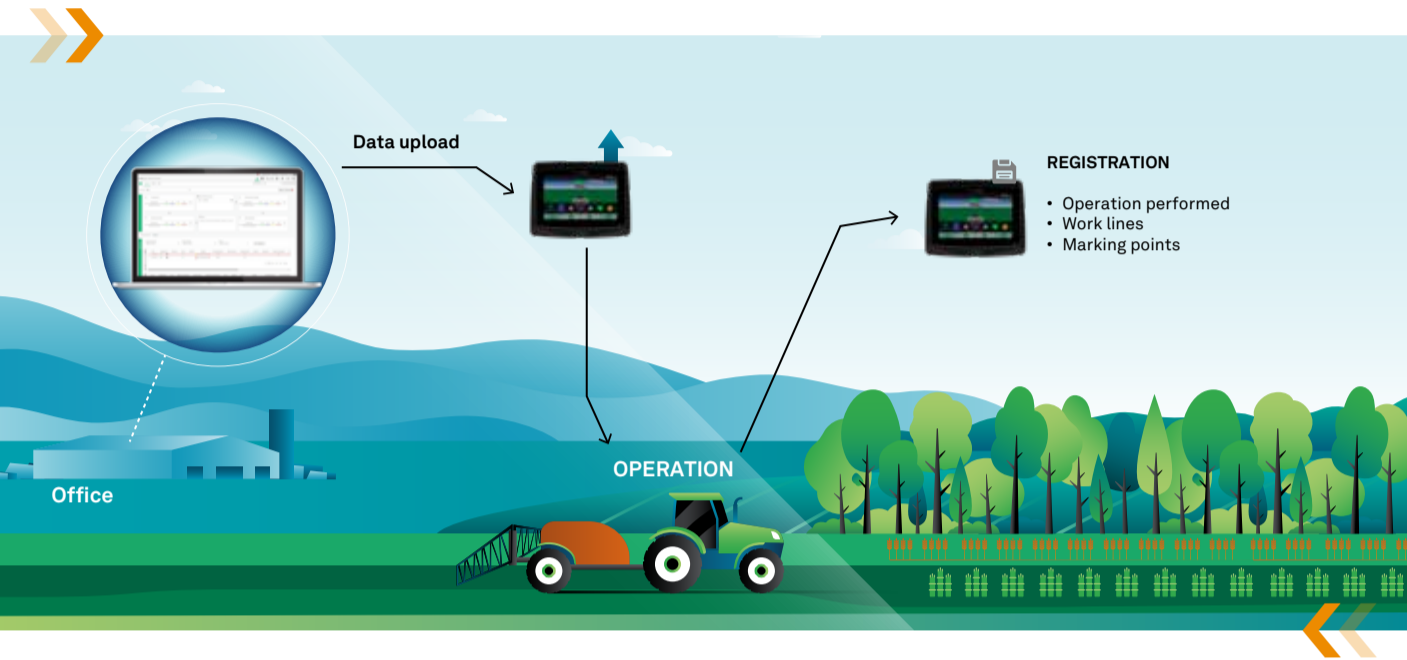 Data upload
REGISTRATION
• Operation performed
• Work lines
• Marking points
OPERATION
Office